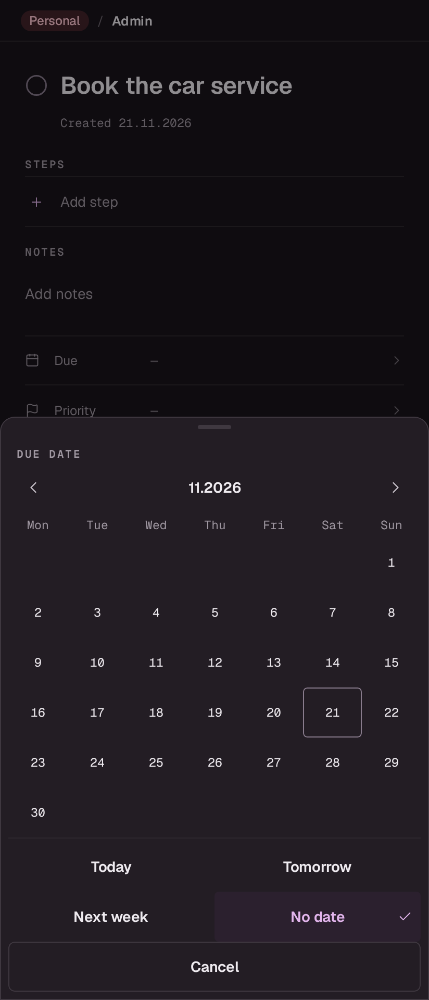 Personal / Admin
Book the car service
Created 21.11.2026
STEPS
+ Add step
NOTES
Add notes
Due –
Priority –
DUE DATE
11.2026
Mon Tue Wed Thu Fri Sat Sun
1
2 3 4 5 6 7 8
9 10 11 12 13 14 15
16 17 18 19 20 21 22
23 24 25 26 27 28 29
30
Today Tomorrow
Next week No date
Cancel